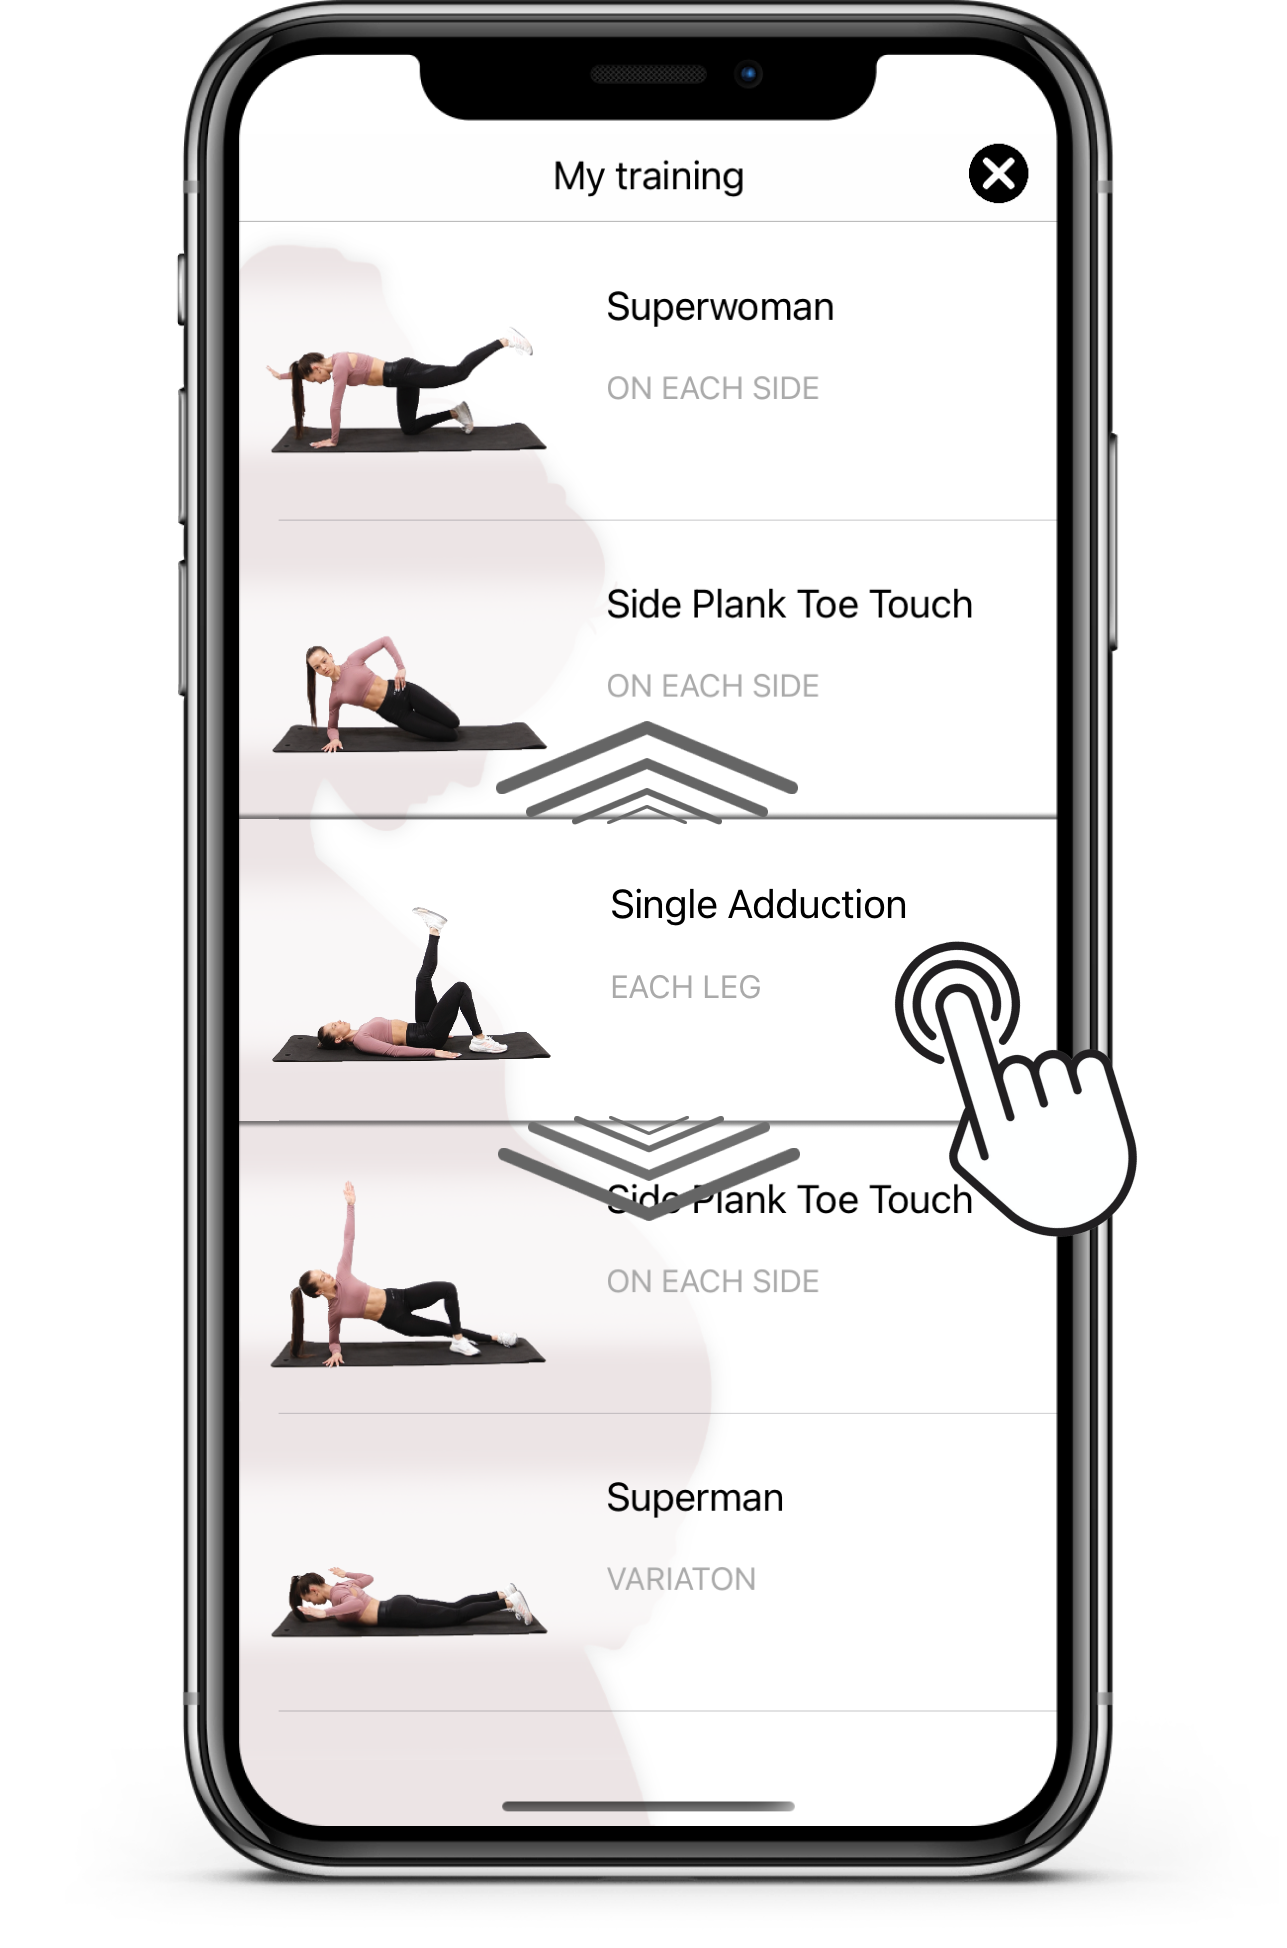 My training
Superwoman
ON EACH SIDE
Side Plank Toe Touch
ON EACH SIDE
Single Adduction
EACH LEG
Side Plank Toe Touch
ON EACH SIDE
Superman
VARIATON